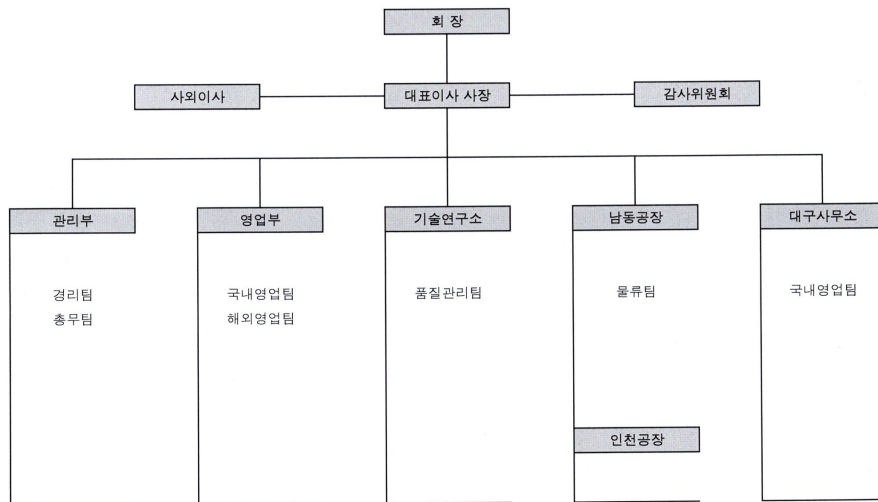 회 장
사외이사
대표이사 사장
감사위원회
관리부
영업부
기술연구소
남동공장
대구사무소
경리팀
총무팀
국내영업팀
해외영업팀
품질관리팀
물류팀
국내영업팀
인천공장